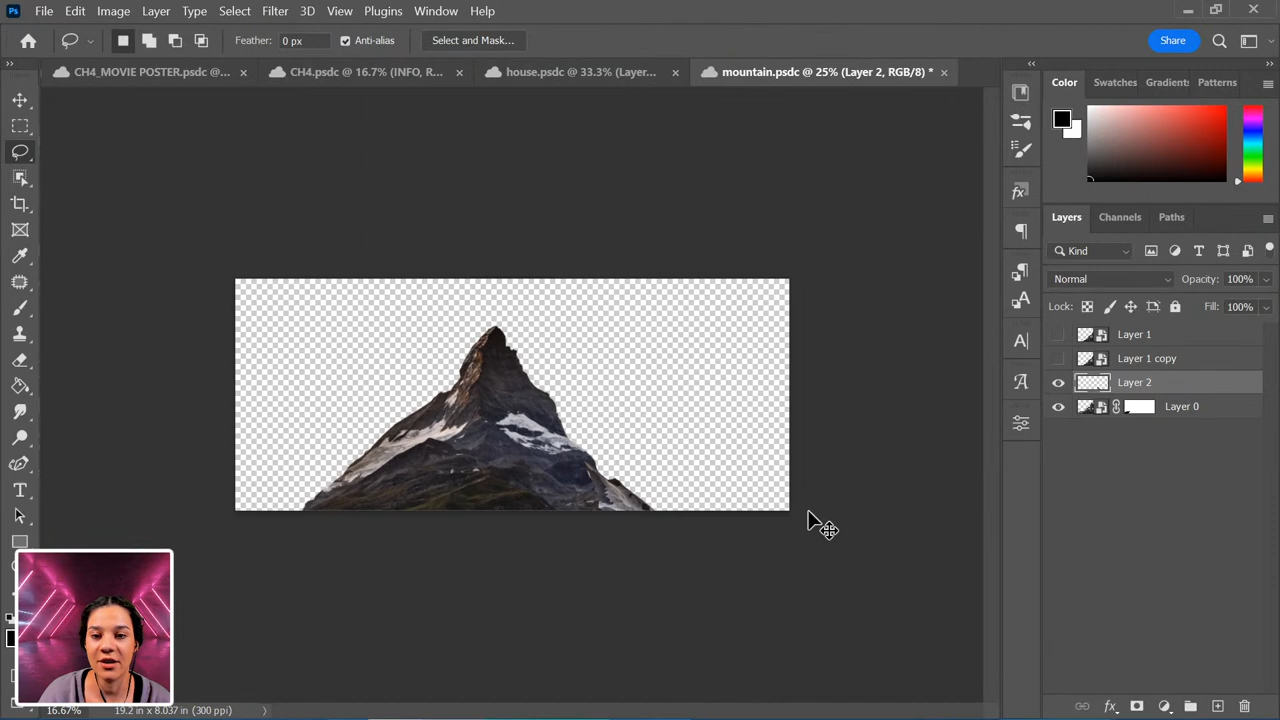 Ps File Edit Image Layer Type Select Filter 3D View Plugins Window Help
Feather: 0 px Anti-alias Select and Mask... Share
CH4_MOVIE POSTER.psdc @... × CH4.psdc @ 16.7% (INFO, R... × house.psdc @ 33.3% (Layer... × mountain.psdc @ 25% (Layer 2, RGB/8) * ×
Color Swatches Gradients Patterns
Layers Channels Paths
Kind
Normal Opacity: 100%
Lock: Fill: 100%
Layer 1
Layer 1 copy
Layer 2
Layer 0
16.67% 19.2 in x 8.037 in (300 ppi)